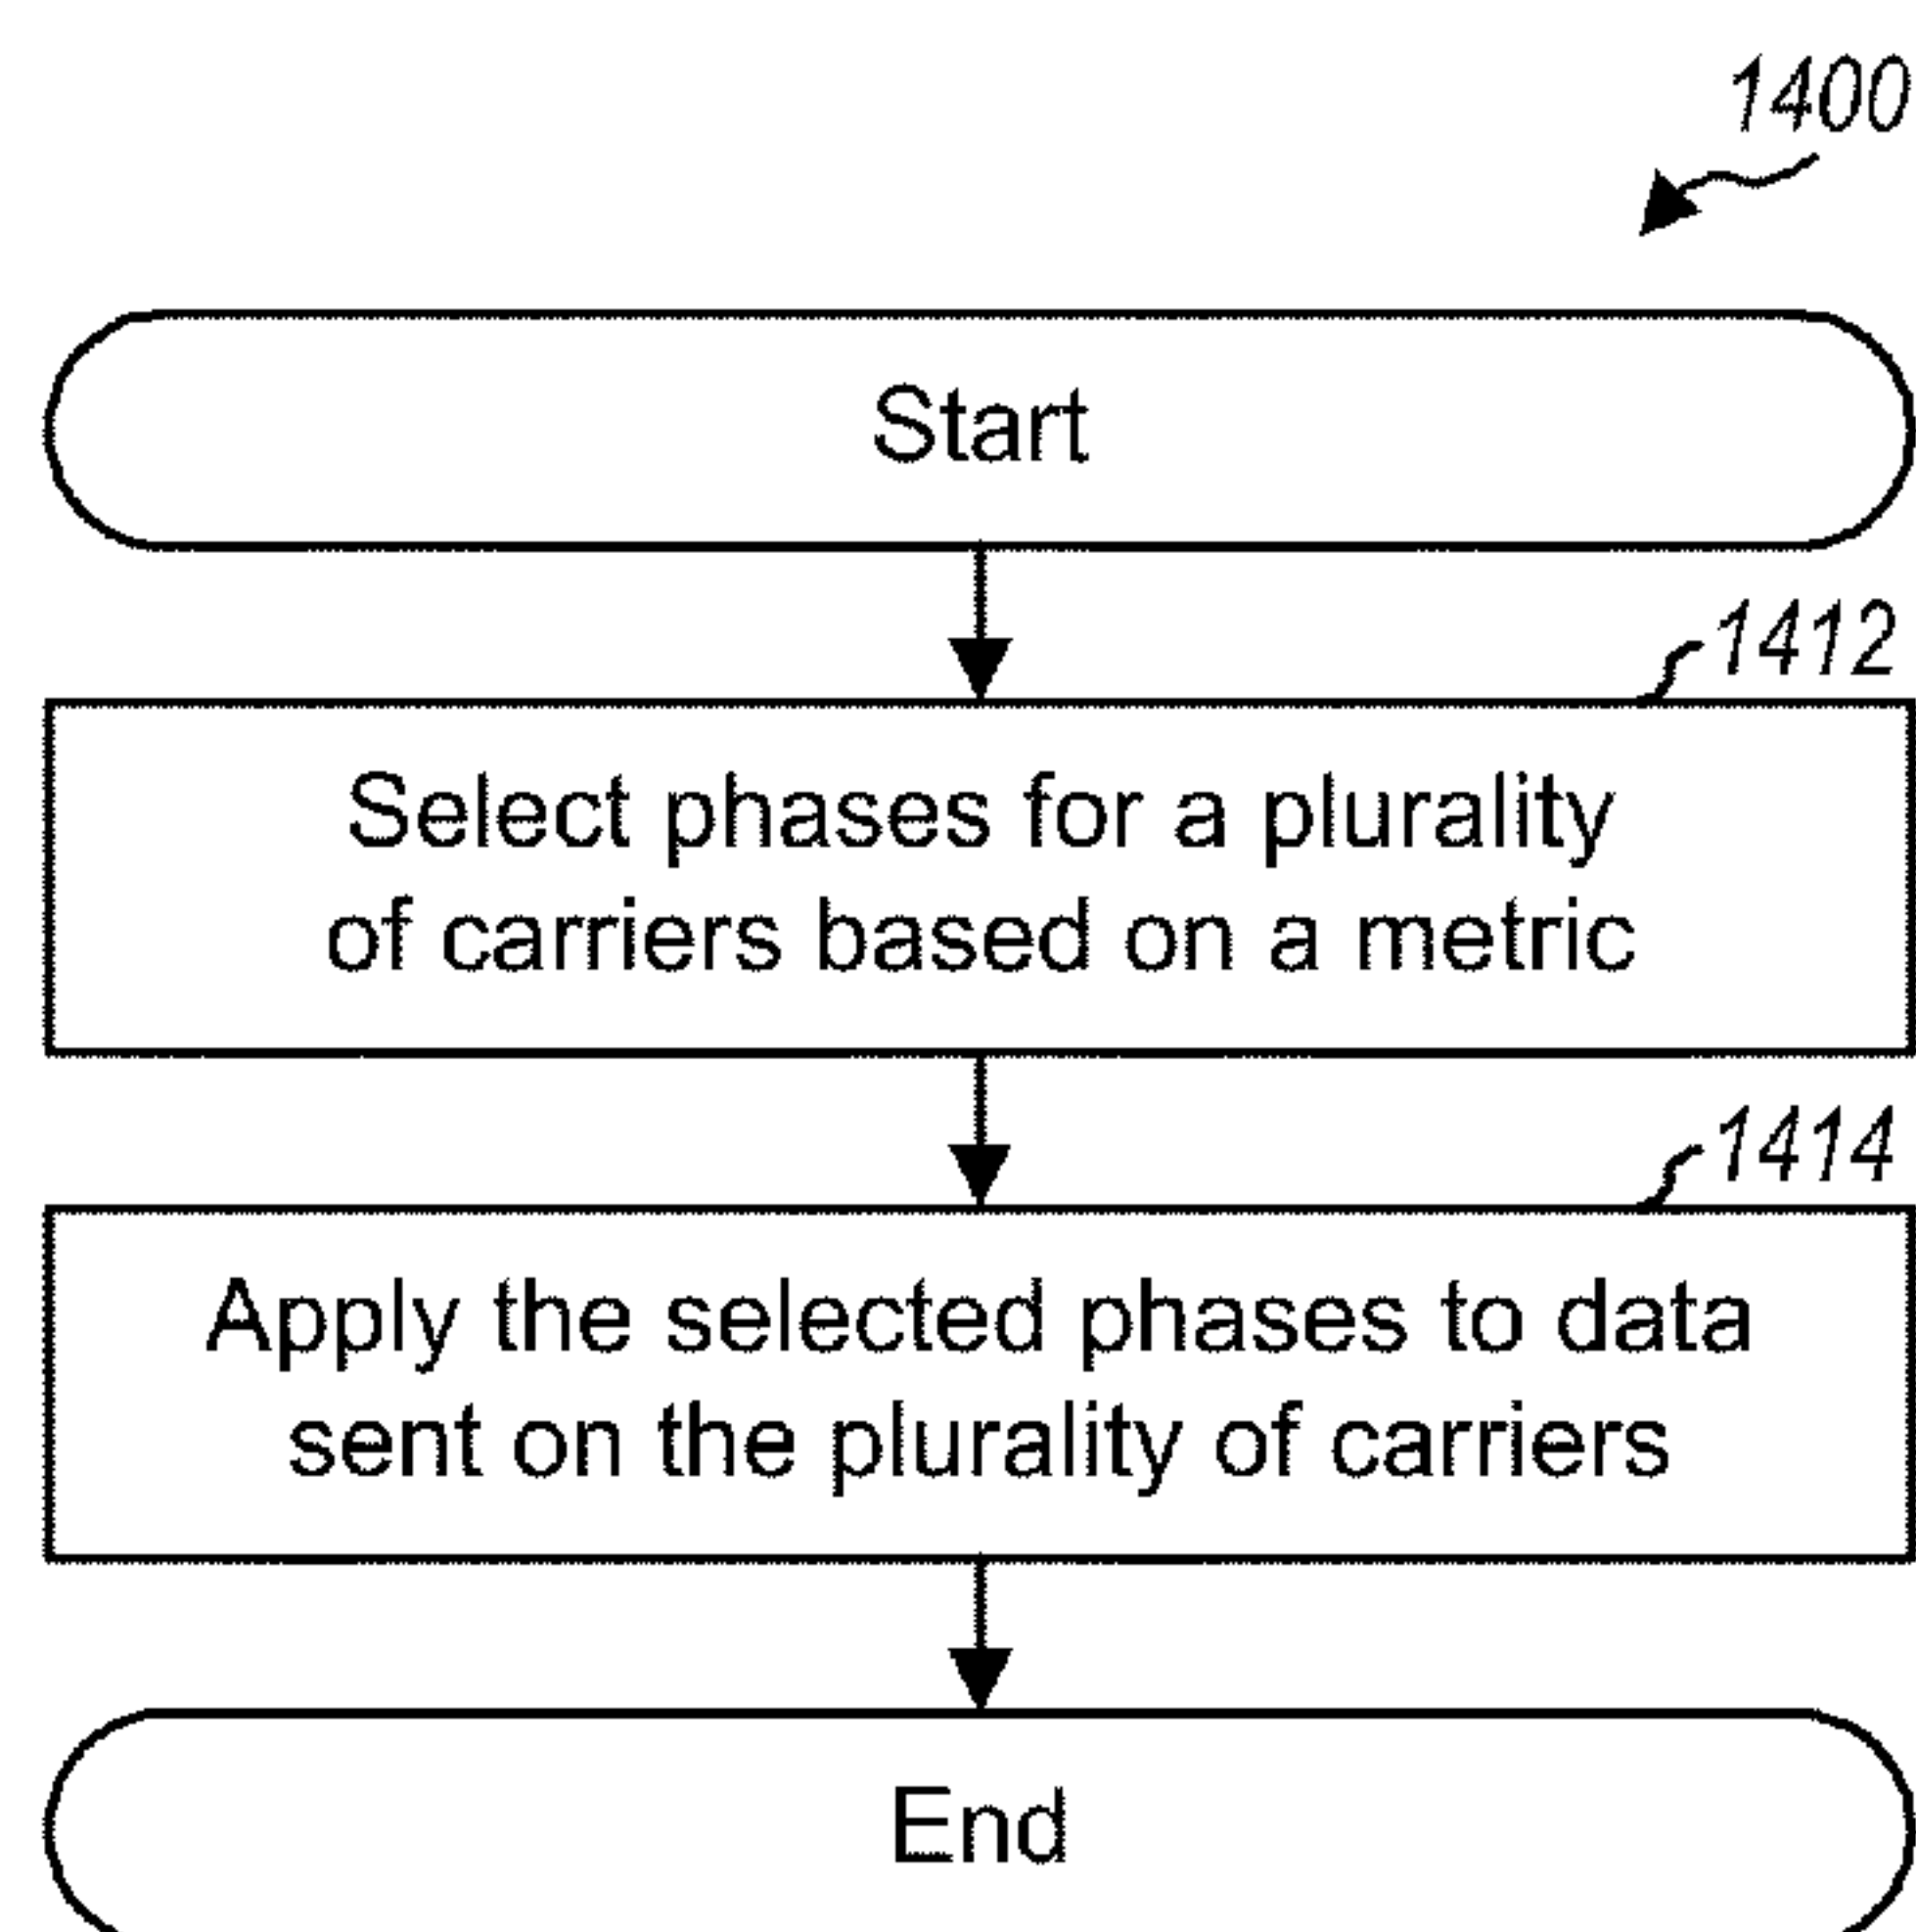 1400
Start
1412
Select phases for a plurality
of carriers based on a metric
1414
Apply the selected phases to data
sent on the plurality of carriers
End